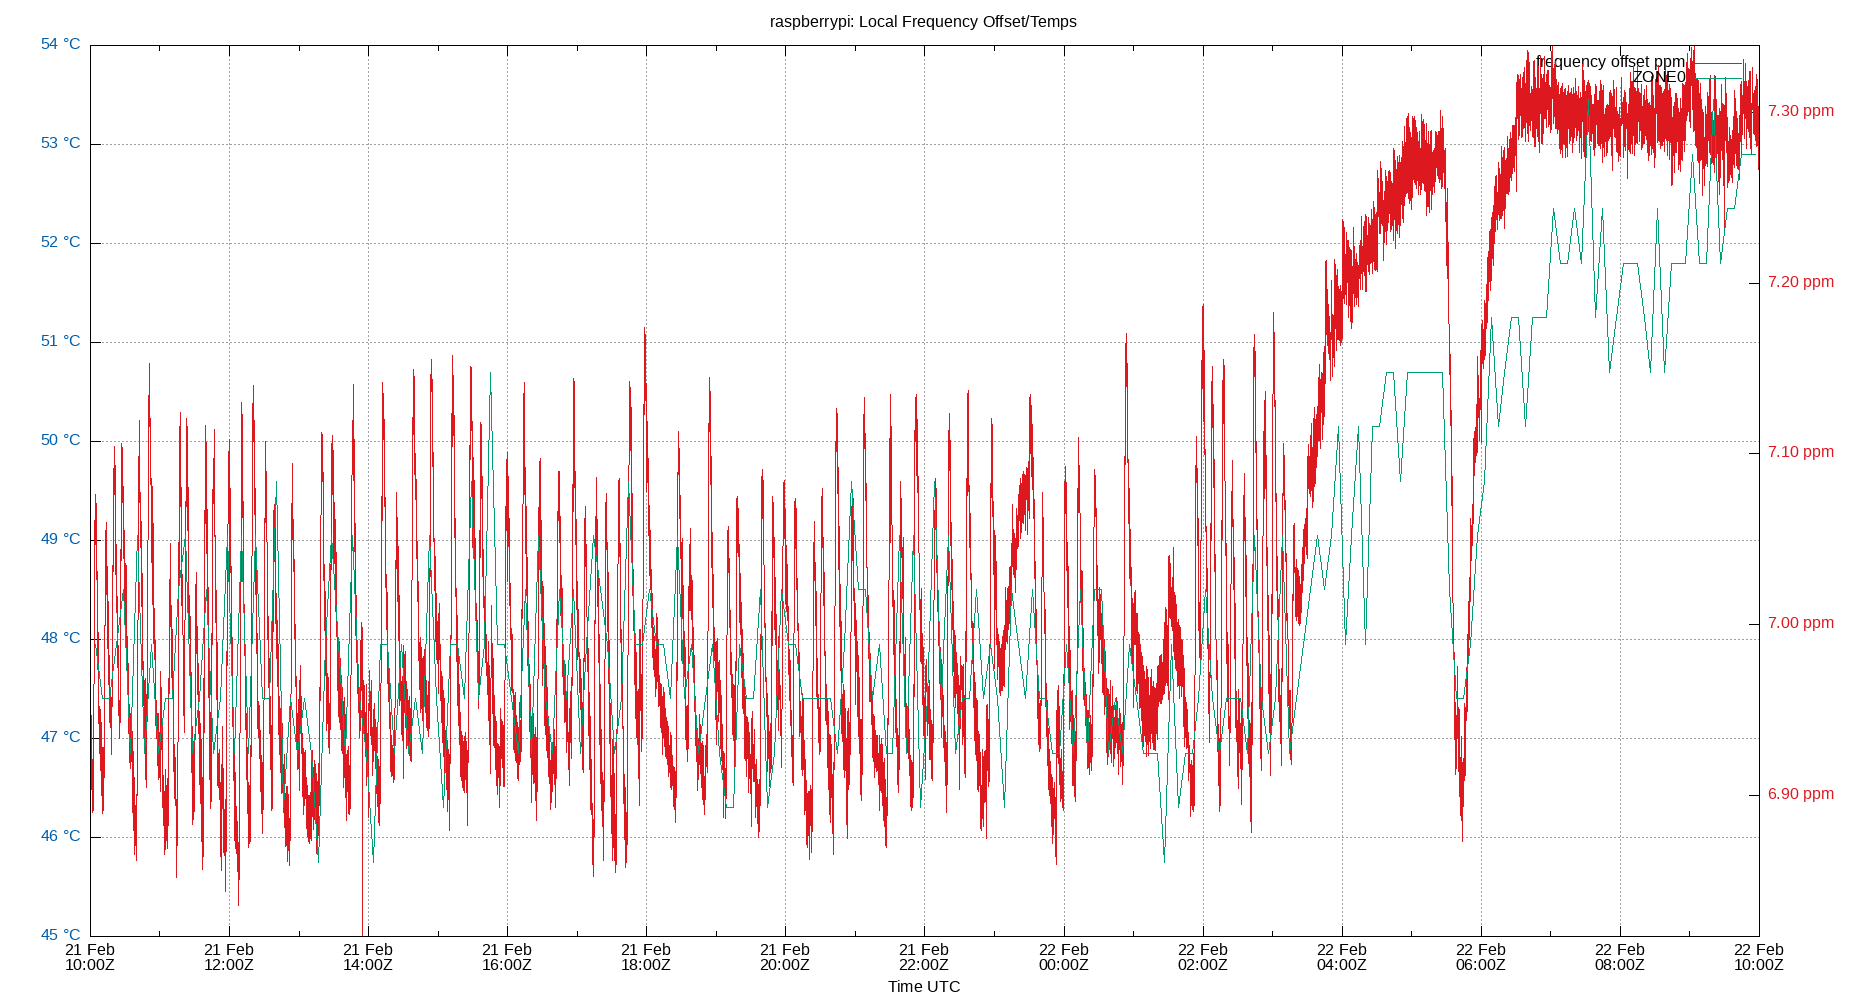 raspberrypi: Local Frequency Offset/Temps
54 °C
53 °C
52 °C
51 °C
50 °C
49 °C
48 °C
47 °C
46 °C
45 °C
frequency offset ppm
ZONE0
7.30 ppm
7.20 ppm
7.10 ppm
7.00 ppm
6.90 ppm
21 Feb
10:00Z
21 Feb
12:00Z
21 Feb
14:00Z
21 Feb
16:00Z
21 Feb
18:00Z
21 Feb
20:00Z
21 Feb
22:00Z
22 Feb
00:00Z
22 Feb
02:00Z
22 Feb
04:00Z
22 Feb
06:00Z
22 Feb
08:00Z
22 Feb
10:00Z
Time UTC